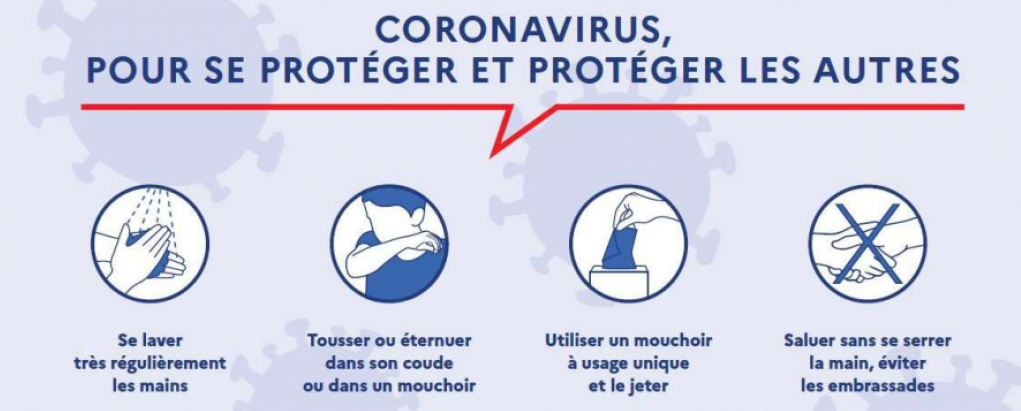 CORONAVIRUS,
POUR SE PROTÉGER ET PROTÉGER LES AUTRES
Se laver
très régulièrement
les mains
Tousser ou éternuer
dans son coude
ou dans un mouchoir
Utiliser un mouchoir
à usage unique
et le jeter
Saluer sans se serrer
la main, éviter
les embrassades